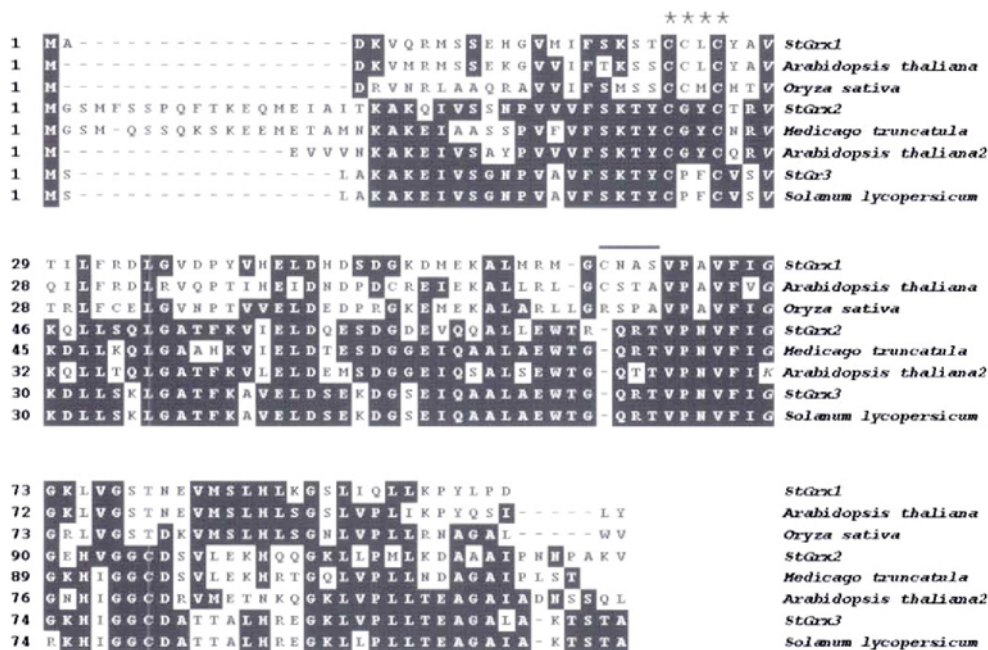 ****
1 MA----------------DKVQRMSSEHGVMIFSKSTCCLCYAV StGrx1
1 M-----------------DKVMRMSSEKGVVIFTKSSCCLCYAV Arabidopsis thaliana
1 M-----------------DRVNRLAAQRAVVIFSMSSCCMCHTV Oryza sativa
1 MGSMFSSPQFTKEQMEIAITKAKQIVSSNPVVVFSKTYCGYCTRV StGrx2
1 MGSM-QSSQKSKEEMETAMNKAKEIAASSPVFVFSKTYCGYCNRV Medicago truncatula
1 M-------------EVVVNKAKEIVSAYPVVVFSKTYCGYCQRV Arabidopsis thaliana2
1 MS---------------LAKAKEIVSGNPVAVFSKTYCPFCVSV StGr3
1 MS---------------LAKAKEIVSGHPVAVFSKTYCPFCVSV Solanum lycopersicum
29 TILFRDLGVDPYVHELDHDSDGKDMEKALMRM-GCNASVPAVFIG StGrx1
28 QILFRDLRVQPTIHEIDNDPDCREIEKALLRL-GCSTAVPAVFVG Arabidopsis thaliana
28 TRLFCELGVNPTVVELDEDPRGKEMEKALARLLGRSPAVPAVFIG Oryza sativa
46 KQLLSQLGATFKVIELDQESDGDEVQQALLEWTR-QRTVPNVFIG StGrx2
45 KDLLKQLGAAHKVIELDTESDGGEIQAALAEWTG-QRTVPNVFIG Medicago truncatula
32 KQLLTQLGATFKVLELDEMSDGGEIQSALSEWTG-QTTVPNVFIK Arabidopsis thaliana2
30 KDLLSKLGATFKAVELDSEKDGSEIQAALAEWTG-QRTVPNVFIG StGrx3
30 KDLLSKLGATFKAVELDSEKDGSEIQAALAEWTG-QRTVPNVFIG Solanum lycopersicum
73 GKLVGSTNEVMSLHLKGSLIQLLKPYLPD StGrx1
72 GKLVGSTNEVMSLHLSGSLVPLIKPYQSI-----LY Arabidopsis thaliana
73 GRLVGSTDKVMSLHLSGNLVPLLRNAGAL-----WV Oryza sativa
90 GEHVGGCDSVLEKHQQGKLLPMLKDAAAIPNHPAKV StGrx2
89 GKHIGGCDSVLEKHRTGQLVPLLNDAGAIPLST Medicago truncatula
76 GNHIGGCDRVMETNKQGKLVPLLTEAGAIADNSSQL Arabidopsis thaliana2
74 GKHIGGCDATTALHREGKLVPLLTEAGALA-KTSTA StGrx3
74 RKHIGGCDATTALHREGKLLPLLTEAGAIA-KTSTA Solanum lycopersicum